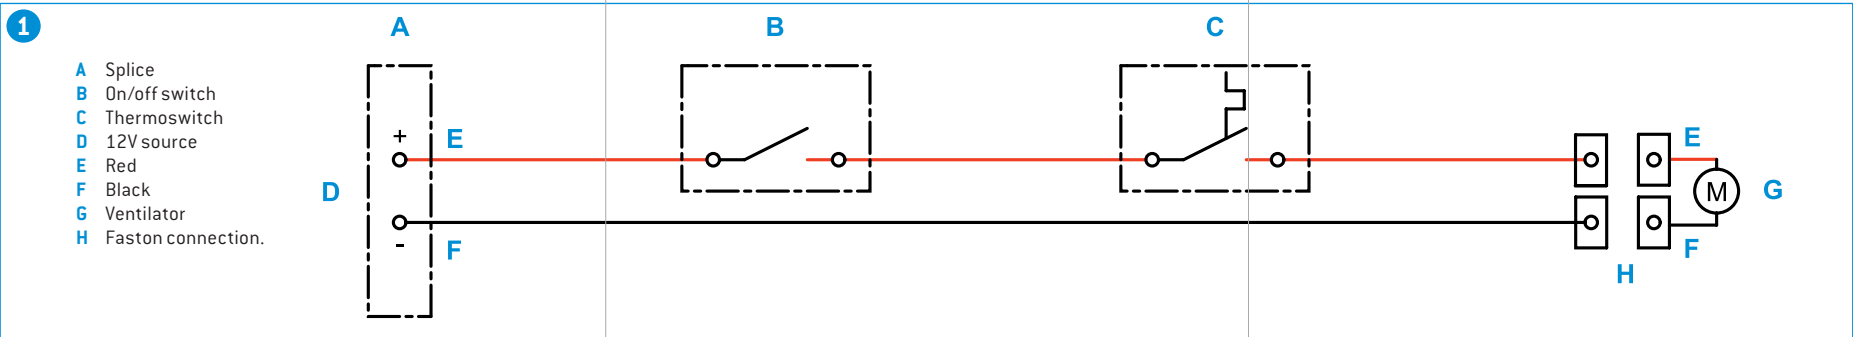 1
A B C
A Splice
B On/off switch
C Thermoswitch
D 12V source
E Red
F Black
G Ventilator
H Faston connection.
+ E E
D M G
- F F
H